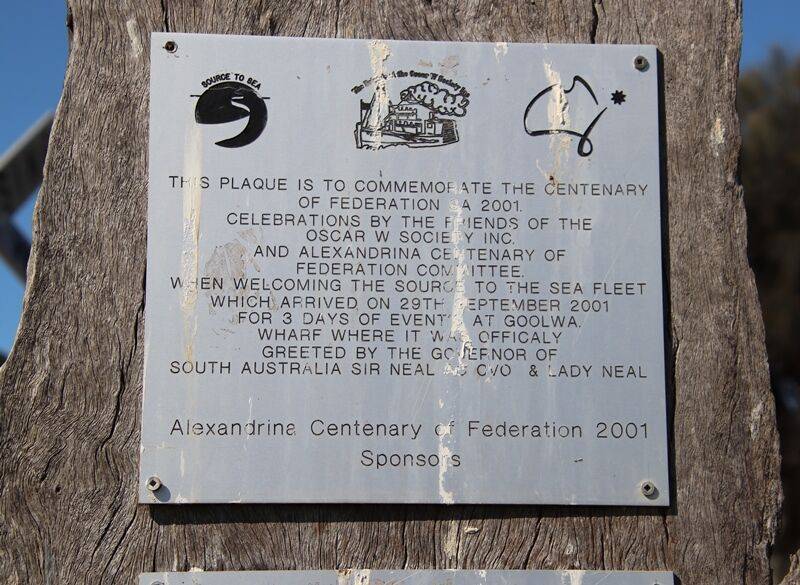 SOURCE TO SEA
THIS PLAQUE IS TO COMMEMORATE THE CENTENARY
OF FEDERATION SA 2001.
CELEBRATIONS BY THE FRIENDS OF THE
OSCAR W SOCIETY INC.
AND ALEXANDRINA CENTENARY OF
FEDERATION COMMITTEE.
WHEN WELCOMING THE SOURCE TO THE SEA FLEET
WHICH ARRIVED ON 29TH SEPTEMBER 2001
FOR 3 DAYS OF EVENTS AT GOOLWA.
WHARF WHERE IT WAS OFFICALY
GREETED BY THE GOVERNOR OF
SOUTH AUSTRALIA SIR NEAL CVO & LADY NEAL
Alexandrina Centenary of Federation 2001
Sponsors